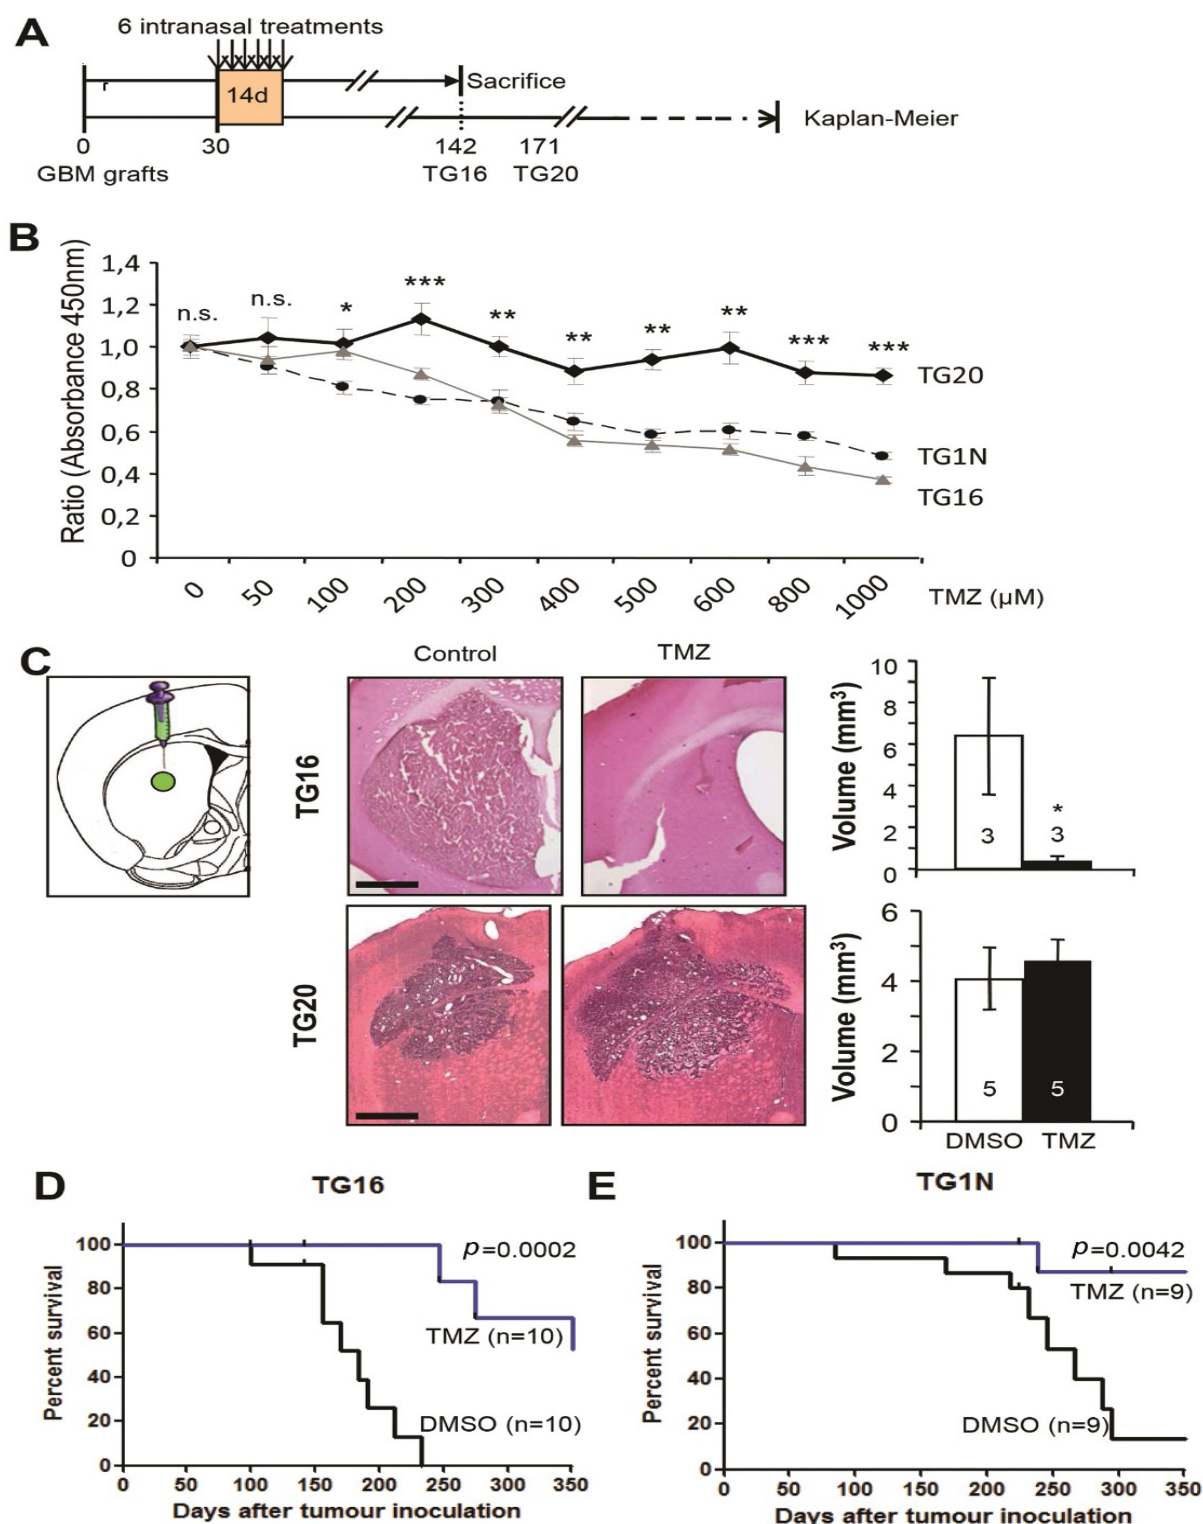 A
6 intranasal treatments
14d
Sacrifice
Kaplan-Meier
0 30 142 171
GBM grafts TG16 TG20
B
Ratio (Absorbance 450nm)
1,4
1,2
1,0
0,8
0,6
0,4
0,2
0
n.s. n.s. * *** ** ** ** ** *** ***
TG20
TG1N
TG16
0 50 100 200 300 400 500 600 800 1000 TMZ (µM)
C
Control TMZ
TG16
Volume (mm³)
10
8
6
4
2
0
*
3 3
TG20
Volume (mm³)
6
4
2
0
5 5
DMSO TMZ
D
TG16
Percent survival
100
80
60
40
20
0
p=0.0002
TMZ (n=10)
DMSO (n=10)
0 50 100 150 200 250 300 350
Days after tumour inoculation
E
TG1N
Percent survival
100
80
60
40
20
0
p=0.0042
TMZ (n=9)
DMSO (n=9)
0 50 100 150 200 250 300 350
Days after tumour inoculation